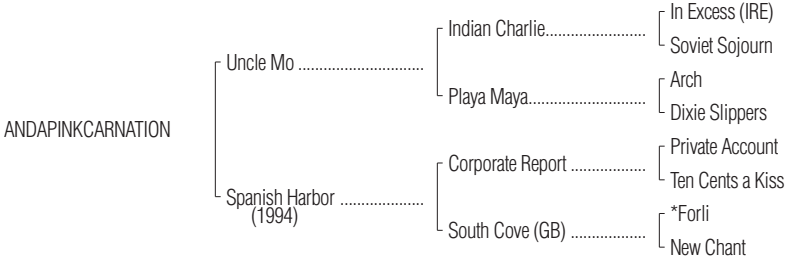 In Excess (IRE)
Indian Charlie........................
Soviet Sojourn
Uncle Mo ..............................
Arch
Playa Maya............................
Dixie Slippers
ANDAPINKCARNATION
Private Account
Corporate Report ..................
Ten Cents a Kiss
Spanish Harbor ....................
(1994)
*Forli
South Cove (GB) ..................
New Chant